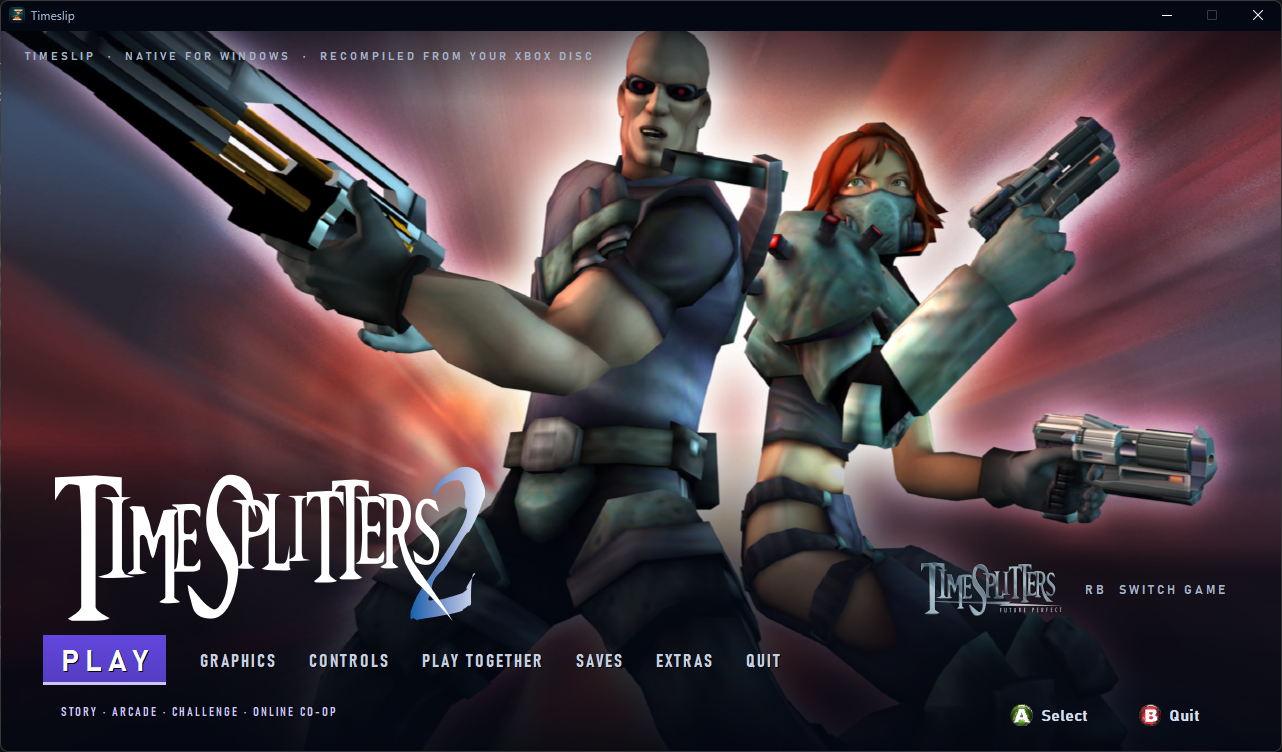 Timeslip
TIMESLIP · NATIVE FOR WINDOWS · RECOMPILED FROM YOUR XBOX DISC
TIMESPLITTERS 2
TIMESPLITTERS
FUTURE PERFECT
RB SWITCH GAME
PLAY GRAPHICS CONTROLS PLAY TOGETHER SAVES EXTRAS QUIT
STORY · ARCADE · CHALLENGE · ONLINE CO-OP
A Select B Quit